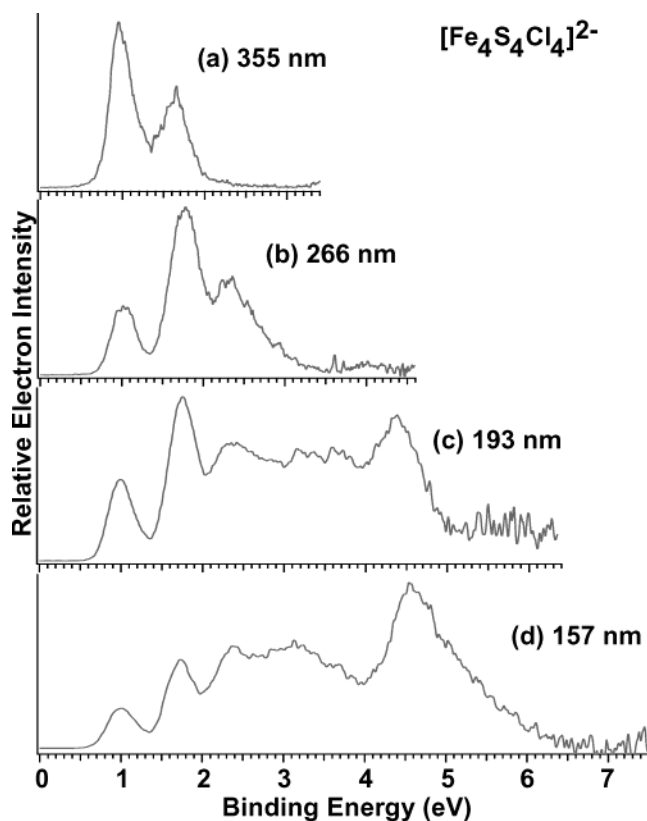 [Fe4S4Cl4]2-
(a) 355 nm
(b) 266 nm
(c) 193 nm
(d) 157 nm
Relative Electron Intensity
0 1 2 3 4 5 6 7
Binding Energy (eV)